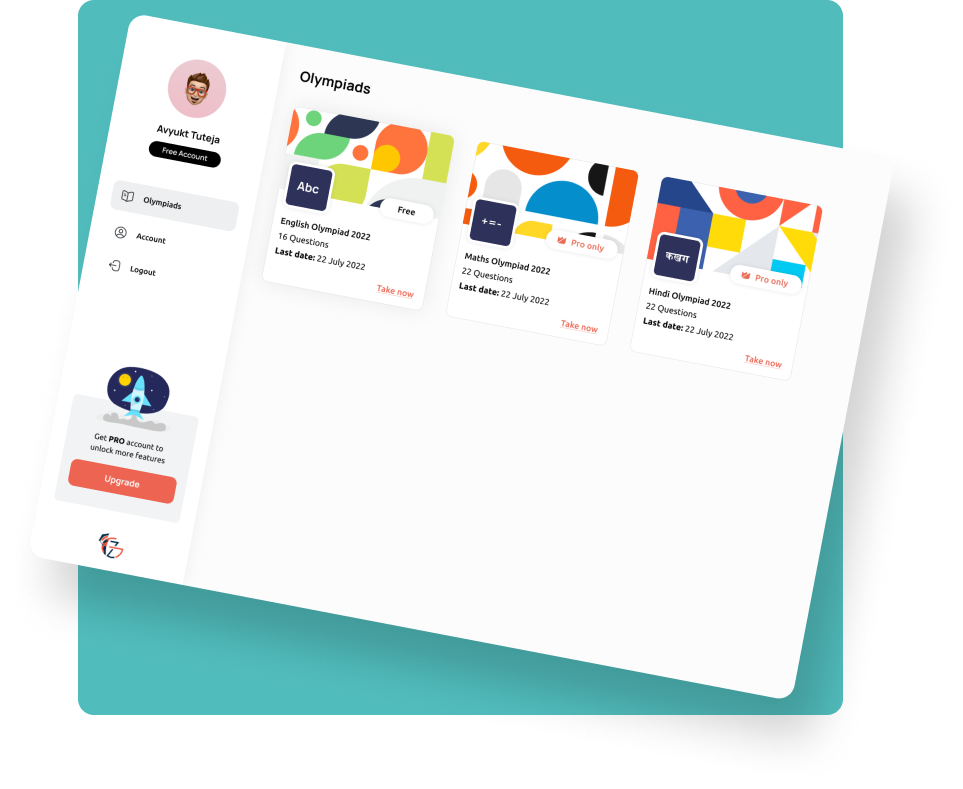 Avyukt Tuteja
Free Account
Olympiads
Account
Logout
Get PRO account to
unlock more features
Upgrade
Olympiads
Abc
Free
English Olympiad 2022
16 Questions
Last date: 22 July 2022
Take now
+=-
Pro only
Maths Olympiad 2022
22 Questions
Last date: 22 July 2022
Take now
कखग
Pro only
Hindi Olympiad 2022
22 Questions
Last date: 22 July 2022
Take now